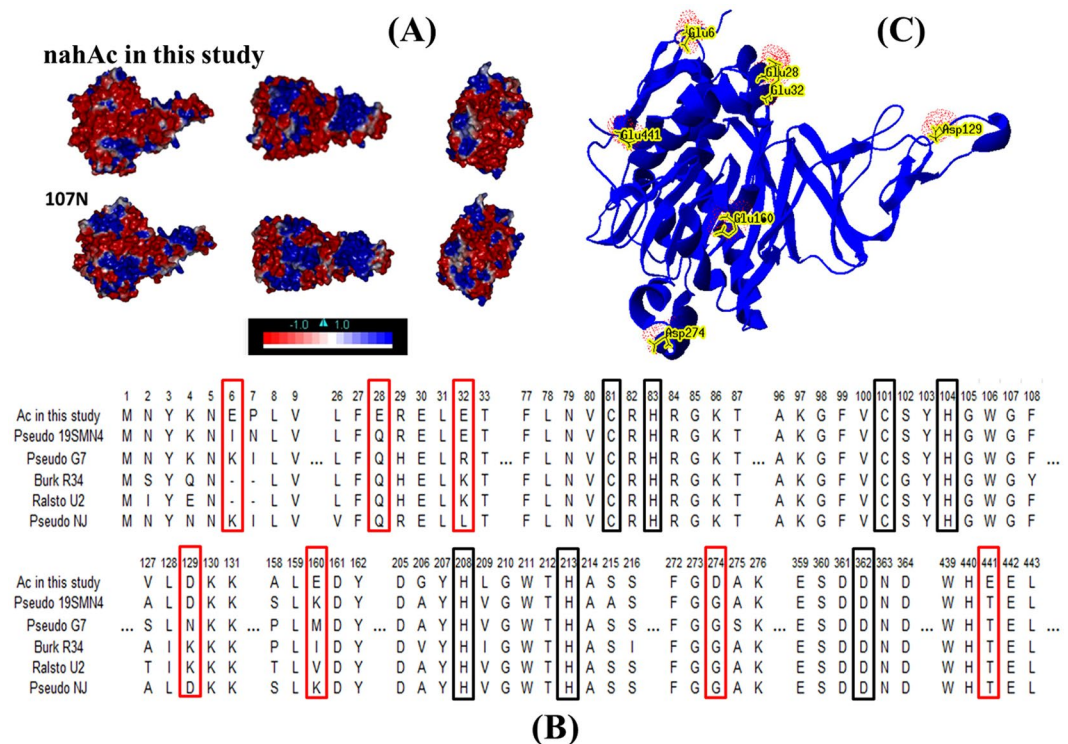 (A)
(C)
nahAc in this study
107N
-1.0 1.0
Glu6
Glu28
Glu32
Glu441
Asp129
Glu160
Asp274
1 2 3 4 5 6 7 8 9 26 27 28 29 30 31 32 33 77 78 79 80 81 82 83 84 85 86 87 96 97 98 99 100 101 102 103 104 105 106 107 108
Ac in this study M N Y K N E P L V L F E R E L E T F L N V C R H R G K T A K G F V C S Y H G W G F
Pseudo 19SMN4 M N Y K N I N L V L F Q R E L E T F L N V C R H R G K T A K G F V C S Y H G W G F
Pseudo G7 M N Y K N K I L V ... L F Q H E L R T ... F L N V C R H R G K T ... A K G F V C S Y H G W G F ...
Burk R34 M S Y Q N - - L V L F Q H E L K T F L N V C R H R G K T A K G F V C G Y H G W G Y
Ralsto U2 M I Y E N - - L V L F Q H E L K T F L N V C R H R G K T A K G F V C G Y H G W G F
Pseudo NJ M N Y N N K I L V V F Q R E L L T F L N V C R H R G K T A K G F V C S Y H G W G F
127 128 129 130 131 158 159 160 161 162 205 206 207 208 209 210 211 212 213 214 215 216 272 273 274 275 276 359 360 361 362 363 364 439 440 441 442 443
Ac in this study V L D K K A L E D Y D G Y H L G W T H A S S F G D A K E S D D N D W H E E L
Pseudo 19SMN4 A L D K K S L K D Y D A Y H V G W T H A A S F G G A K E S D D N D W H T E L
Pseudo G7 ... S L N K K ... P L M D Y ... D A Y H V G W T H A S S ... F G G S K ... E S D D N D ... W H T E L ...
Burk R34 A I K K K P L I D Y D V Y H I G W T H A S I F G G A K E S D D N D W H T E L
Ralsto U2 T I K K K T L V D Y D A Y H V G W T H A A S F G G A K E S D D N D W H T E L
Pseudo NJ A L D K K S L K D Y D A Y H V G W T H A S S F G G A K E S D D N D W H T E L
(B)